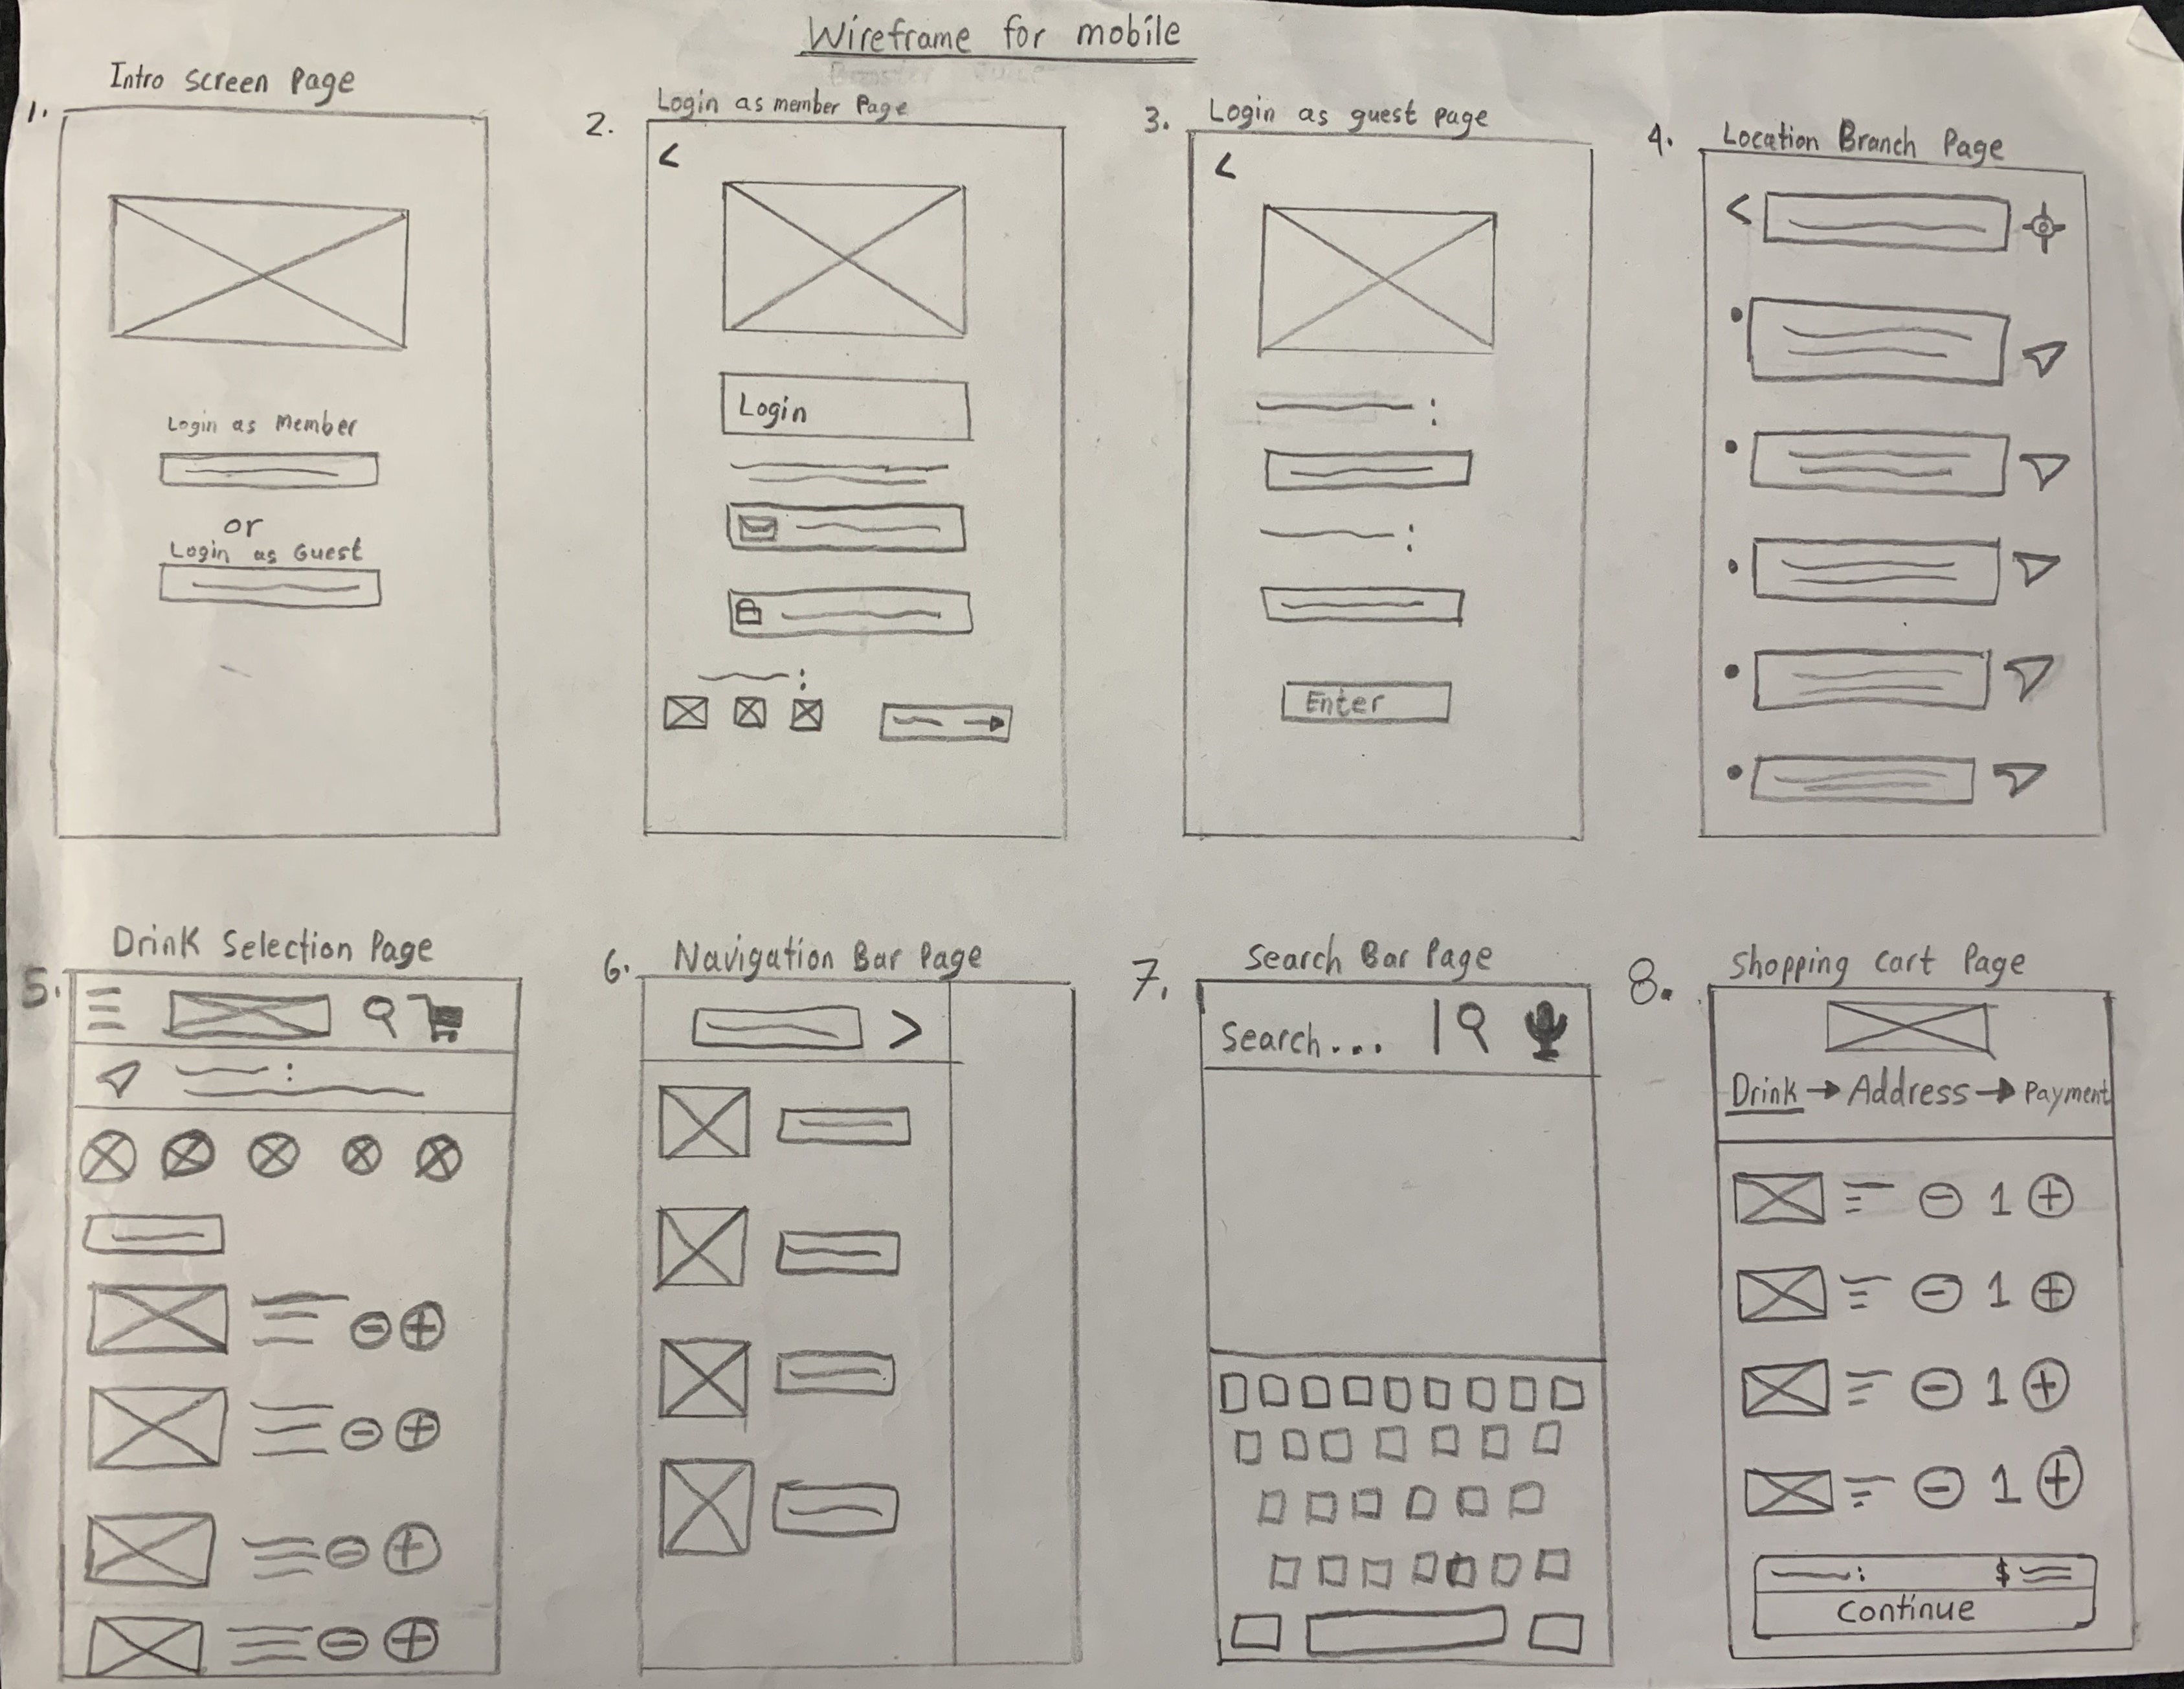 Wireframe for mobile
Booster Juice
Intro Screen Page
1.
Login as Member
or
Login as Guest
2.
Login as member Page
<
Login
:
3.
Login as guest page
<
:
:
Enter
4.
Location Branch Page
<
5.
Drink Selection Page
:
6.
Navigation Bar Page
>
7.
Search Bar Page
Search... |
8.
Shopping Cart Page
Drink → Address → Payment
- 1 +
- 1 +
- 1 +
- 1 +
: $
Continue